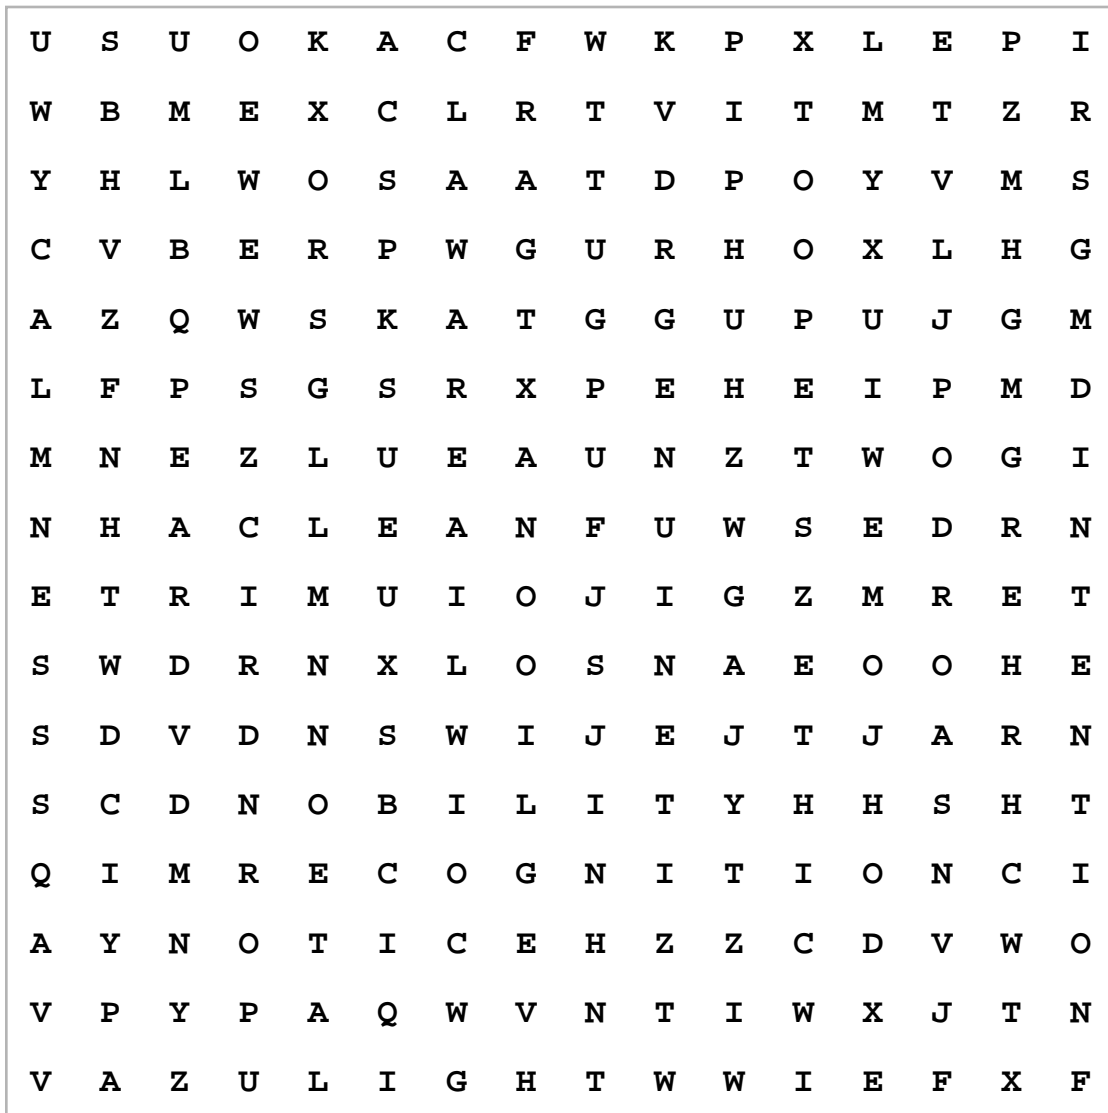 U S U O K A C F W K P X L E P I
W B M E X C L R T V I T M T Z R
Y H L W O S A A T D P O Y V M S
C V B E R P W G U R H O X L H G
A Z Q W S K A T G G U P U J G M
L F P S G S R X P E H E I P M D
M N E Z L U E A U N Z T W O G I
N H A C L E A N F U W S E D R N
E T R I M U I O J I G Z M R E T
S W D R N X L O S N A E O O H E
S D V D N S W I J E J T J A R N
S C D N O B I L I T Y H H S H T
Q I M R E C O G N I T I O N C I
A Y N O T I C E H Z Z C D V W O
V P Y P A Q W V N T I W X J T N
V A Z U L I G H T W W I E F X F